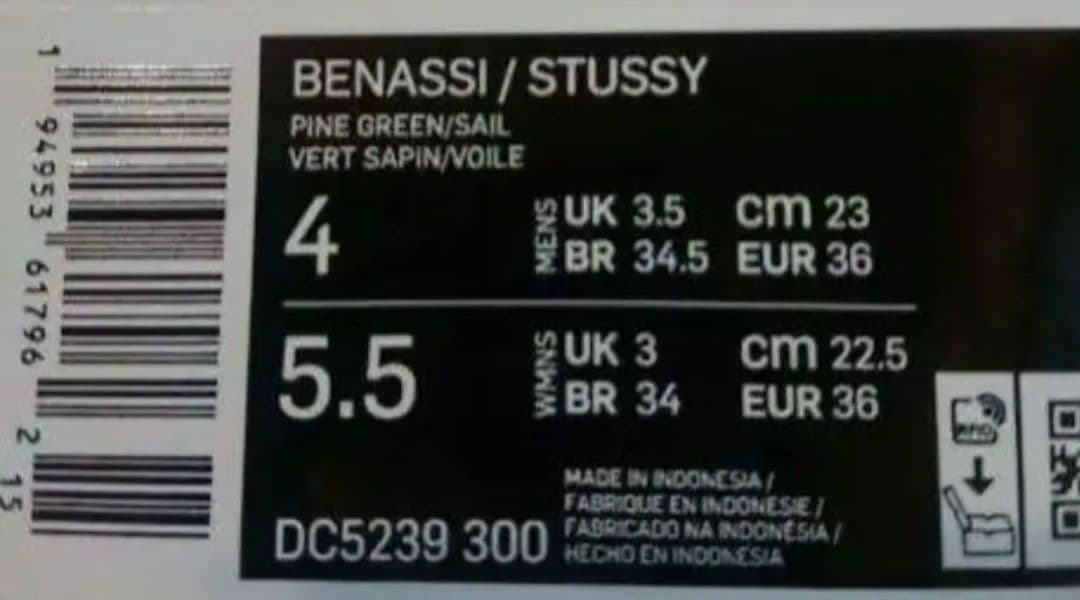 BENASSI / STUSSY
PINE GREEN/SAIL
VERT SAPIN/VOILE
4 MENS UK 3.5 cm 23
BR 34.5 EUR 36
5.5 WMNS UK 3 cm 22.5
BR 34 EUR 36
MADE IN INDONESIA /
FABRIQUE EN INDONESIE /
FABRICADO NA INDONÉSIA /
HECHO EN INDONESIA
DC5239 300
RFID
1 94953 61796 2
15